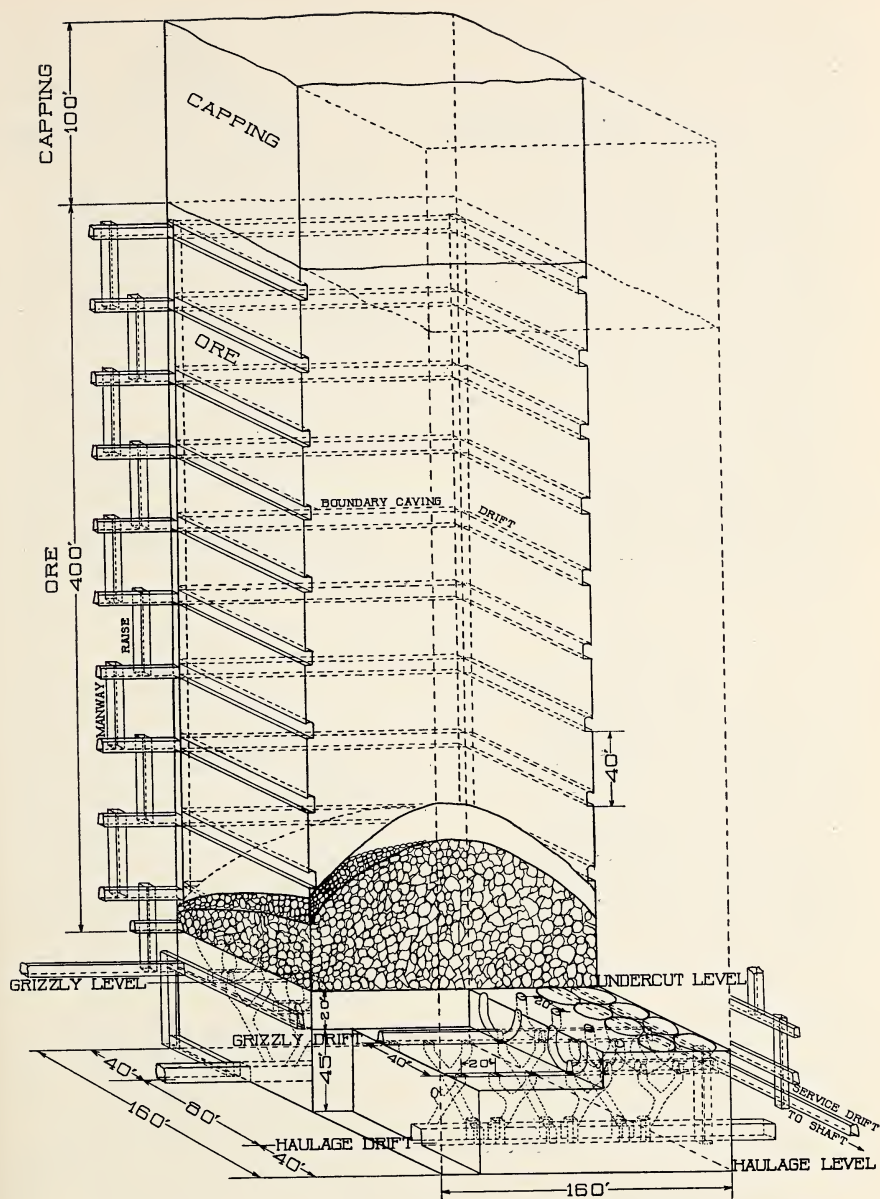 CAPPING
100'
CAPPING
ORE
400'
ORE
BOUNDARY CAVING
DRIFT
RAISE
MANWAY
40'
GRIZZLY LEVEL
UNDERCUT LEVEL
20'
20'
GRIZZLY DRIFT
45'
40'
20'
40'
80'
160'
40'
HAULAGE DRIFT
SERVICE DRIFT
TO SHAFT
HAULAGE LEVEL
160'